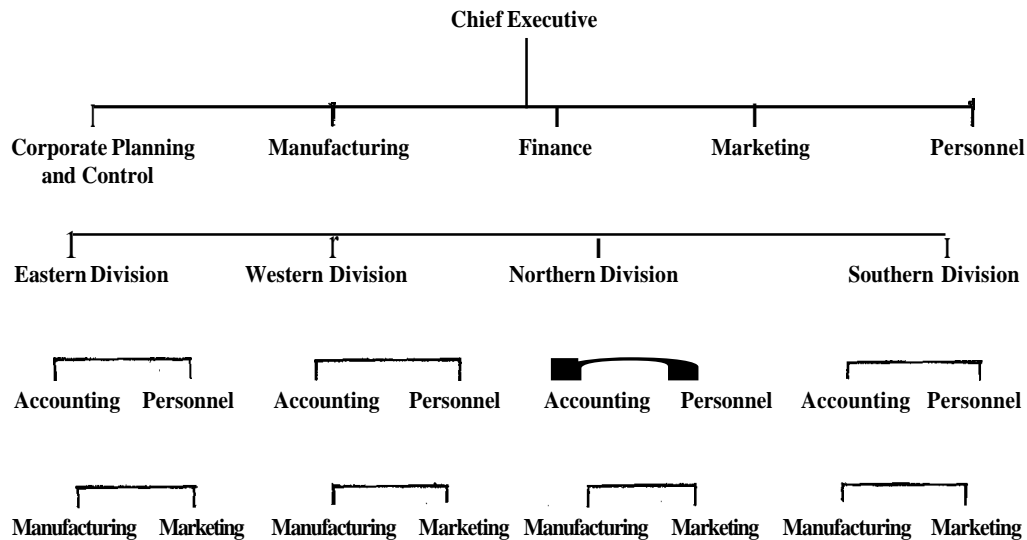 Chief Executive
Corporate Planning and Control Manufacturing Finance Marketing Personnel
Eastern Division Western Division Northern Division Southern Division
Accounting Personnel Accounting Personnel Accounting Personnel Accounting Personnel
Manufacturing Marketing Manufacturing Marketing Manufacturing Marketing Manufacturing Marketing